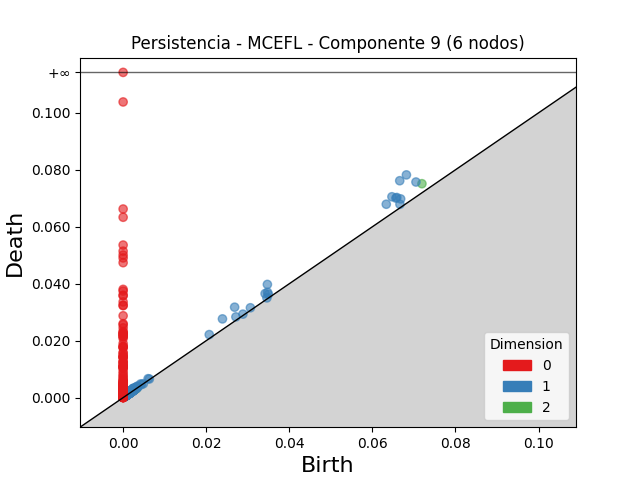 Persistencia - MCEFL - Componente 9 (6 nodos)
+∞
0.100
0.080
0.060
0.040
0.020
0.000
Death
Dimension
0
1
2
0.00 0.02 0.04 0.06 0.08 0.10
Birth